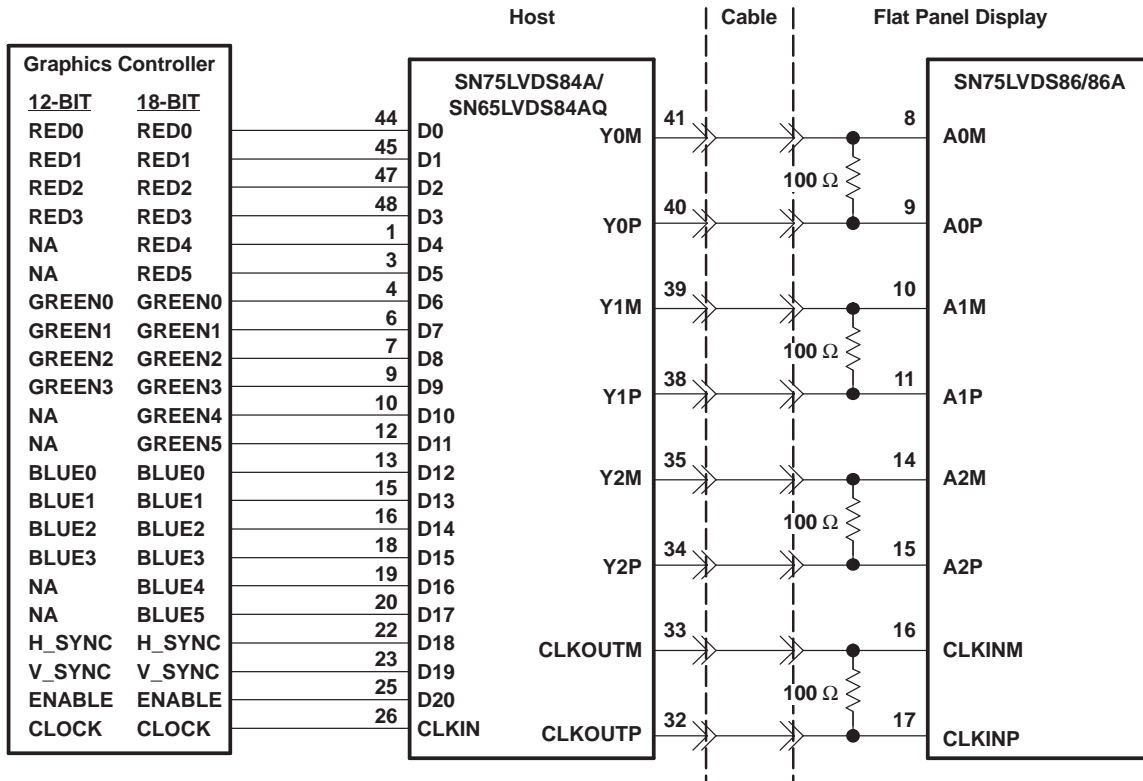 Host Cable Flat Panel Display
Graphics Controller
12-BIT 18-BIT
RED0 RED0
RED1 RED1
RED2 RED2
RED3 RED3
NA RED4
NA RED5
GREEN0 GREEN0
GREEN1 GREEN1
GREEN2 GREEN2
GREEN3 GREEN3
NA GREEN4
NA GREEN5
BLUE0 BLUE0
BLUE1 BLUE1
BLUE2 BLUE2
BLUE3 BLUE3
NA BLUE4
NA BLUE5
H_SYNC H_SYNC
V_SYNC V_SYNC
ENABLE ENABLE
CLOCK CLOCK
44 D0
45 D1
47 D2
48 D3
1 D4
3 D5
4 D6
6 D7
7 D8
9 D9
10 D10
12 D11
13 D12
15 D13
16 D14
18 D15
19 D16
20 D17
22 D18
23 D19
25 D20
26 CLKIN
SN75LVDS84A/
SN65LVDS84AQ
Y0M 41
Y0P 40
Y1M 39
Y1P 38
Y2M 35
Y2P 34
CLKOUTM 33
CLKOUTP 32
100 Ω
100 Ω
100 Ω
100 Ω
SN75LVDS86/86A
8 A0M
9 A0P
10 A1M
11 A1P
14 A2M
15 A2P
16 CLKINM
17 CLKINP